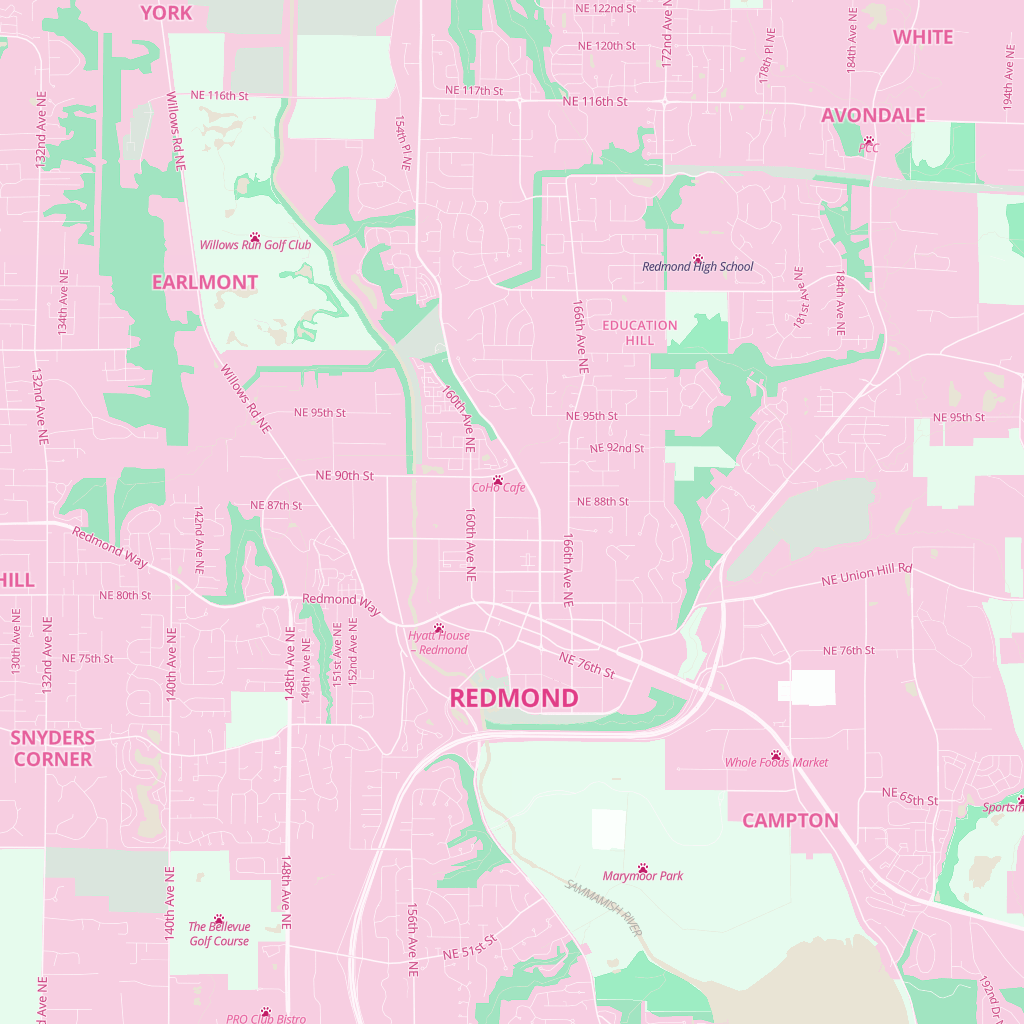 YORK
NE 122nd St
172nd Ave N
WHITE
184th Ave NE
NE 120th St
178th Pl NE
194th Ave NE
NE 116th St
NE 117th St
NE 116th St
AVONDALE
132nd Ave NE
Willows Rd NE
154th Pl NE
PCC
Willows Run Golf Club
Redmond High School
EARLMONT
134th Ave NE
166th Ave NE
181st Ave NE
184th Ave NE
EDUCATION
HILL
132nd Ave NE
Willows Rd NE
160th Ave NE
NE 95th St
NE 95th St
NE 95th St
NE 92nd St
NE 90th St
CoHo Cafe
NE 87th St
NE 88th St
142nd Ave NE
160th Ave NE
166th Ave NE
Redmond Way
HILL
NE Union Hill Rd
NE 80th St
Redmond Way
130th Ave NE
132nd Ave NE
140th Ave NE
148th Ave NE
149th Ave NE
151st Ave NE
152nd Ave NE
Hyatt House
– Redmond
NE 75th St
NE 76th St
NE 76th St
REDMOND
SNYDERS
CORNER
Whole Foods Market
NE 65th St
Sportsm
CAMPTON
148th Ave NE
Marymoor Park
140th Ave NE
156th Ave NE
SAMMAMISH RIVER
The Bellevue
Golf Course
NE 51st St
d Ave NE
192nd Dr N
PRO Club Bistro